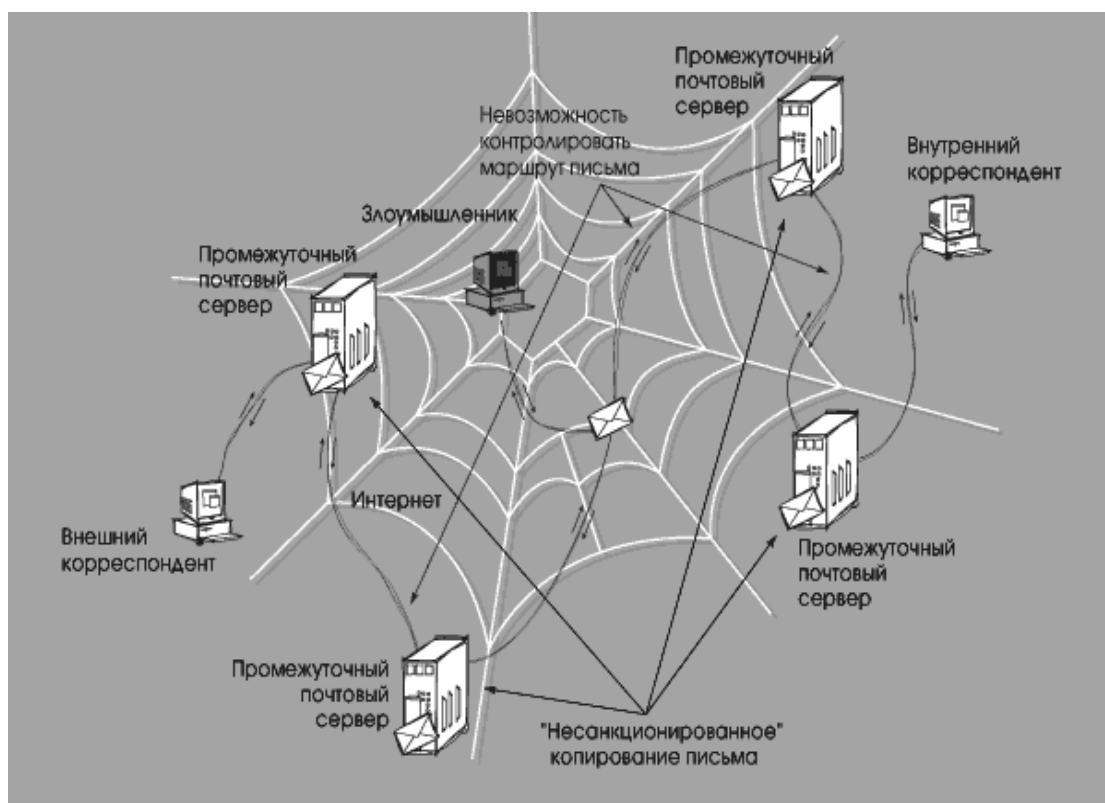 Промежуточный
почтовый
сервер
Невозможность
контролировать
маршрут письма
Внутренний
корреспондент
Злоумышленник
Промежуточный
почтовый
сервер
Интернет
Внешний
корреспондент
Промежуточный
почтовый
сервер
Промежуточный
почтовый
сервер
"Несанкционированное"
копирование письма